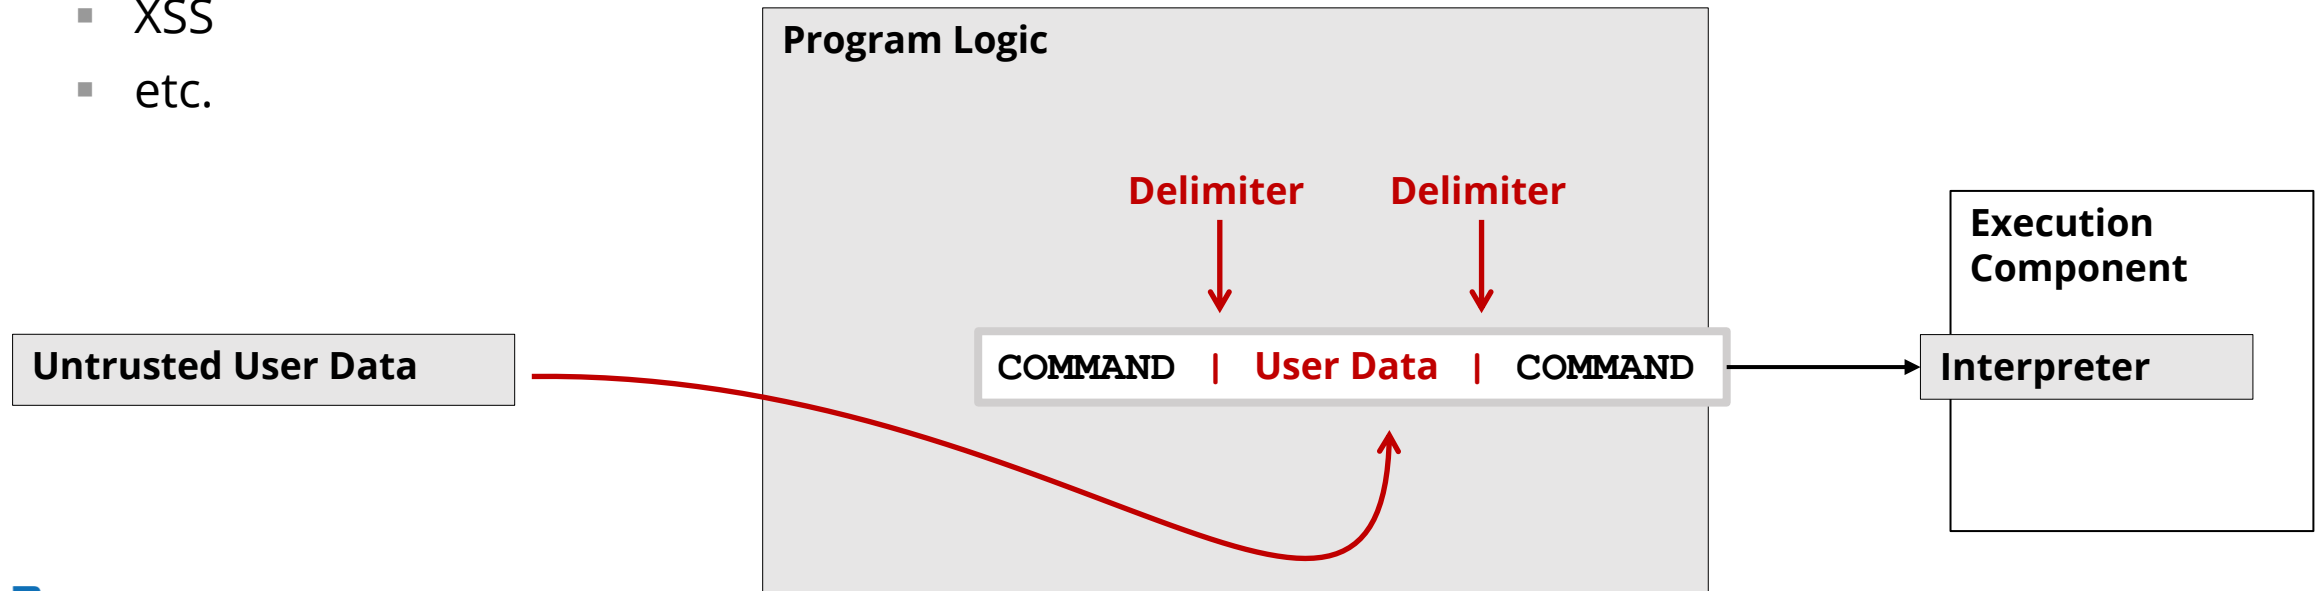 XSS
etc.
Program Logic
Delimiter Delimiter
Execution
Component
Untrusted User Data
COMMAND | User Data | COMMAND
Interpreter